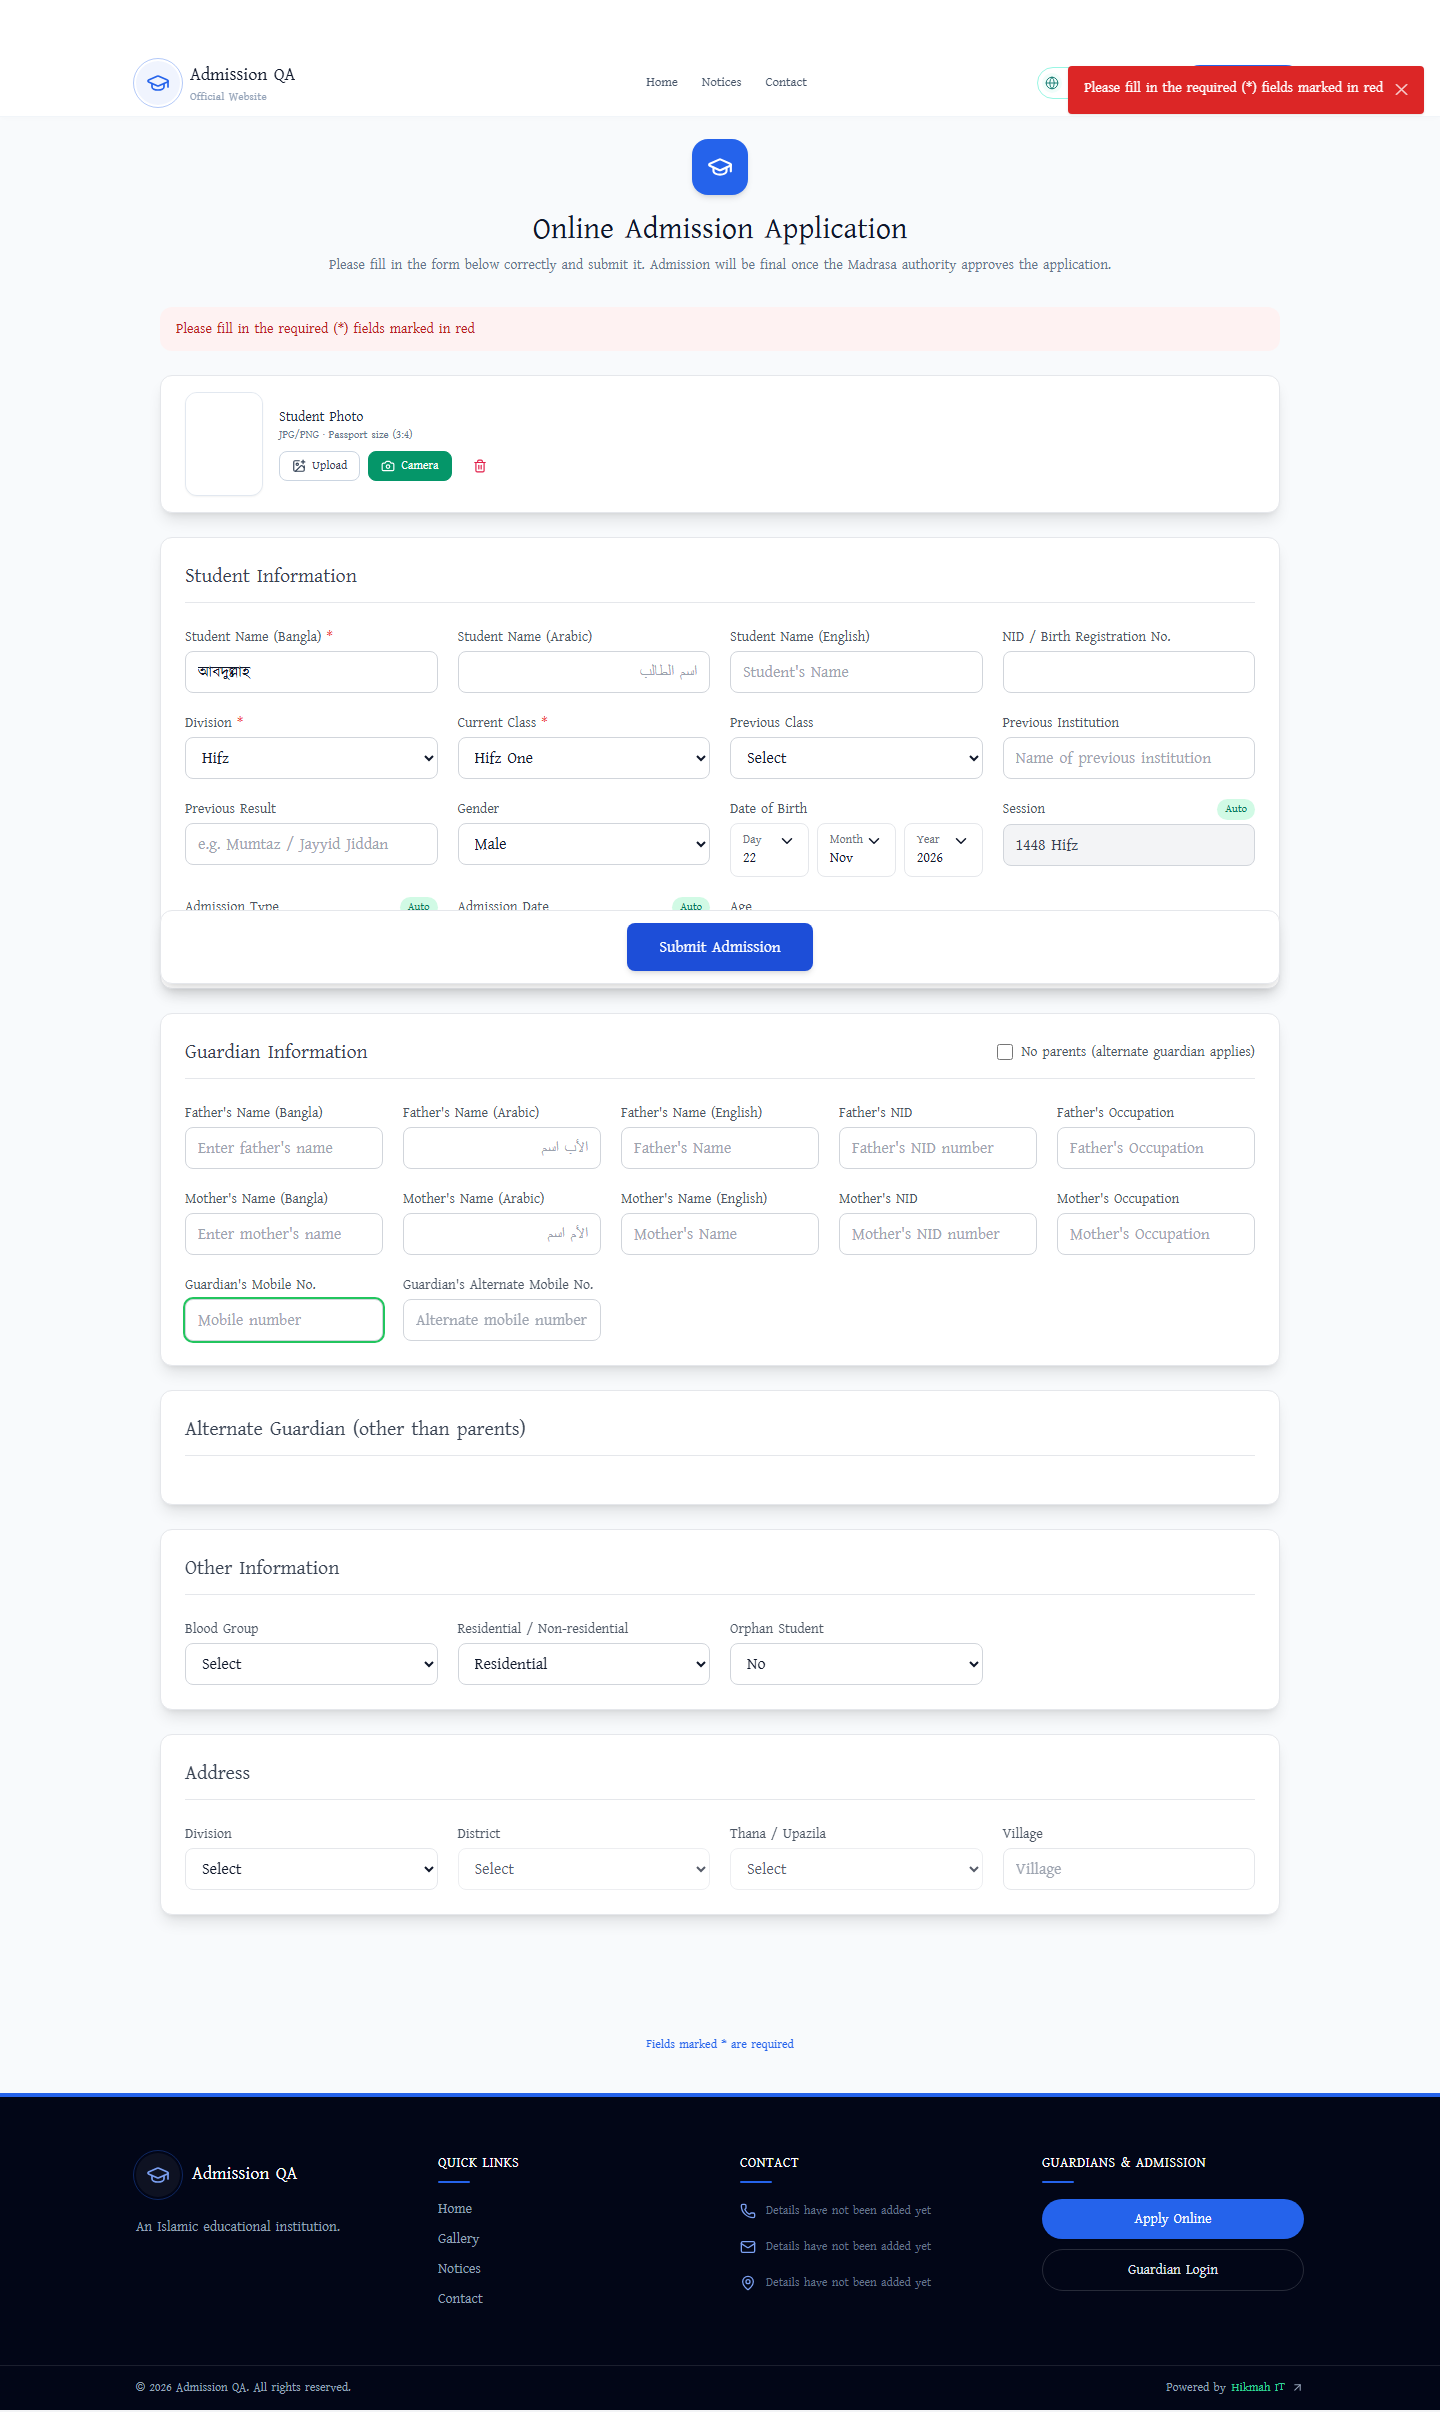 Admission QA
Official Website
Home
Notices
Contact
Please fill in the required (*) fields marked in red
Online Admission Application
Please fill in the form below correctly and submit it. Admission will be final once the Madrasa authority approves the application.
Please fill in the required (*) fields marked in red
Student Photo
JPG/PNG · Passport size (3:4)
Upload
Camera
Student Information
Student Name (Bangla) *
Student Name (Arabic)
Student Name (English)
NID / Birth Registration No.
আবদুল্লাহ
اسم الطالب
Student's Name
Division *
Current Class *
Previous Class
Previous Institution
Hifz
Hifz One
Select
Name of previous institution
Previous Result
Gender
Date of Birth
Session
Auto
e.g. Mumtaz / Jayyid Jiddan
Male
Day
22
Month
Nov
Year
2026
1448 Hifz
Admission Type
Auto
Admission Date
Auto
Age
Submit Admission
Guardian Information
No parents (alternate guardian applies)
Father's Name (Bangla)
Father's Name (Arabic)
Father's Name (English)
Father's NID
Father's Occupation
Enter father's name
الأب اسم
Father's Name
Father's NID number
Father's Occupation
Mother's Name (Bangla)
Mother's Name (Arabic)
Mother's Name (English)
Mother's NID
Mother's Occupation
Enter mother's name
الأم اسم
Mother's Name
Mother's NID number
Mother's Occupation
Guardian's Mobile No.
Guardian's Alternate Mobile No.
Mobile number
Alternate mobile number
Alternate Guardian (other than parents)
Other Information
Blood Group
Residential / Non-residential
Orphan Student
Select
Residential
No
Address
Division
District
Thana / Upazila
Village
Select
Select
Select
Village
Fields marked * are required
Admission QA
An Islamic educational institution.
QUICK LINKS
Home
Gallery
Notices
Contact
CONTACT
Details have not been added yet
Details have not been added yet
Details have not been added yet
GUARDIANS & ADMISSION
Apply Online
Guardian Login
© 2026 Admission QA. All rights reserved.
Powered by Hikmah IT